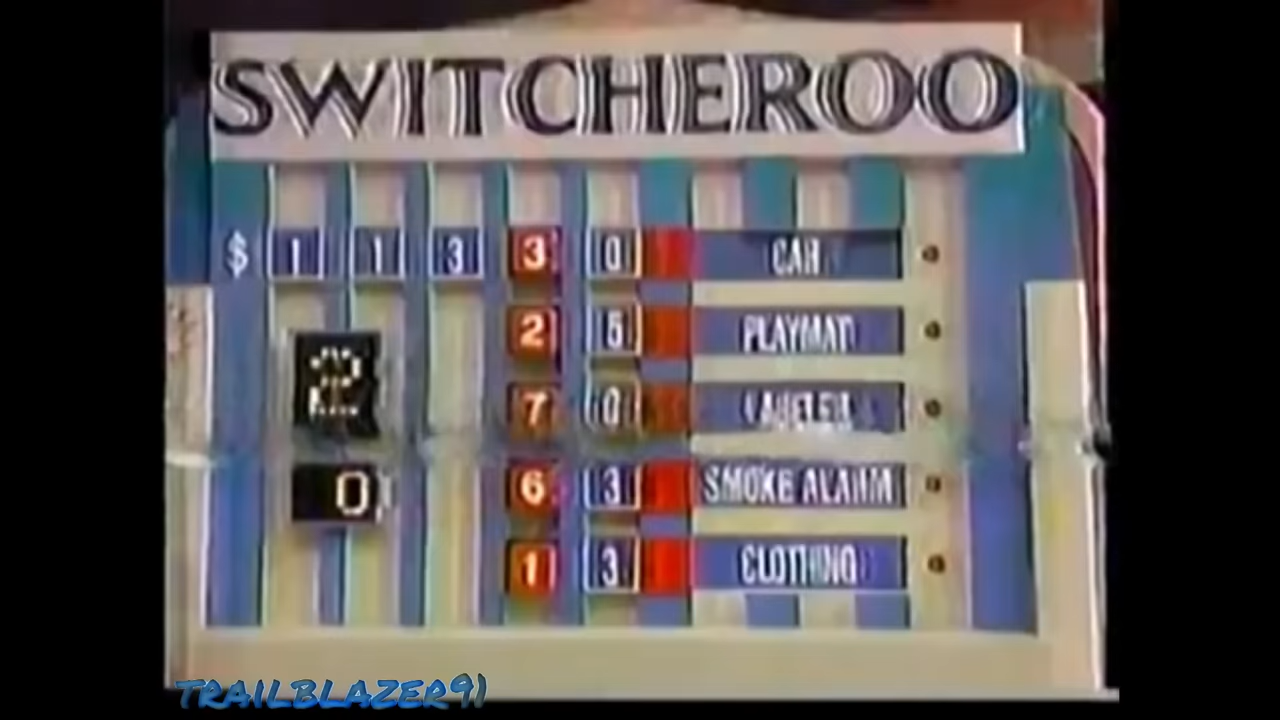 SWITCHEROO
$ 1 1 3 3 0 CAR
2 5 PLAYMAT
2
7 0 LABELER
6 3 SMOKE ALARM
0
1 3 CLOTHING
TRAILBLAZER91